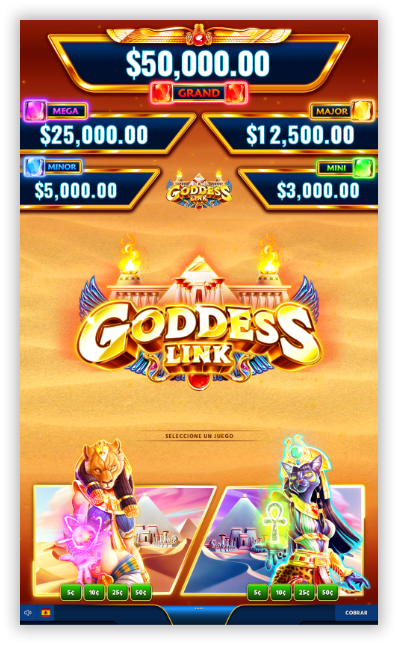 $50,000.00
GRAND
MEGA
MAJOR
$25,000.00
$12,500.00
MINOR
MINI
$5,000.00
$3,000.00
GODDESS
LINK
GODDESS
LINK
SELECCIONE UN JUEGO
5¢ 10¢ 25¢ 50¢
5¢ 10¢ 25¢ 50¢
COBRAR